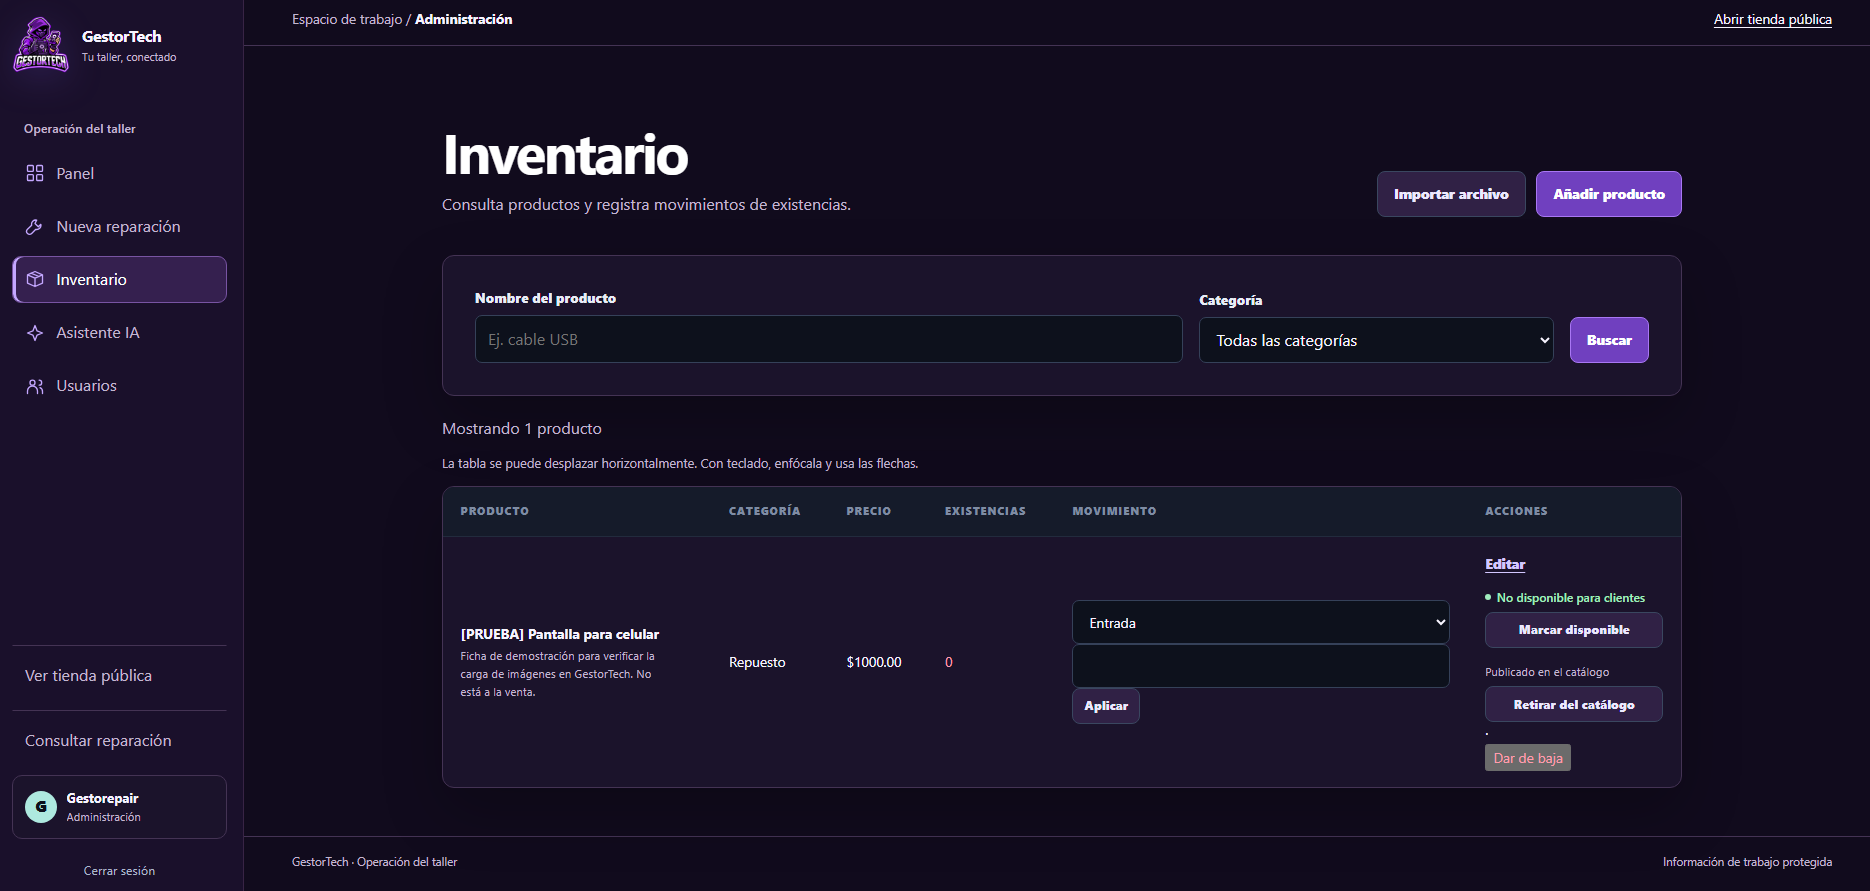 GESTORTECH
GestorTech
Tu taller, conectado
Operación del taller
Panel
Nueva reparación
Inventario
Asistente IA
Usuarios
Ver tienda pública
Consultar reparación
G
Gestorepair
Administración
Cerrar sesión
Espacio de trabajo / Administración
Abrir tienda pública
Inventario
Consulta productos y registra movimientos de existencias.
Importar archivo
Añadir producto
Nombre del producto
Ej. cable USB
Categoría
Todas las categorías
Buscar
Mostrando 1 producto
La tabla se puede desplazar horizontalmente. Con teclado, enfócala y usa las flechas.
PRODUCTO CATEGORÍA PRECIO EXISTENCIAS MOVIMIENTO ACCIONES
[PRUEBA] Pantalla para celular
Ficha de demostración para verificar la
carga de imágenes en GestorTech. No
está a la venta.
Repuesto
$1000.00
0
Entrada
Aplicar
Editar
• No disponible para clientes
Marcar disponible
Publicado en el catálogo
Retirar del catálogo
.
Dar de baja
GestorTech · Operación del taller
Información de trabajo protegida